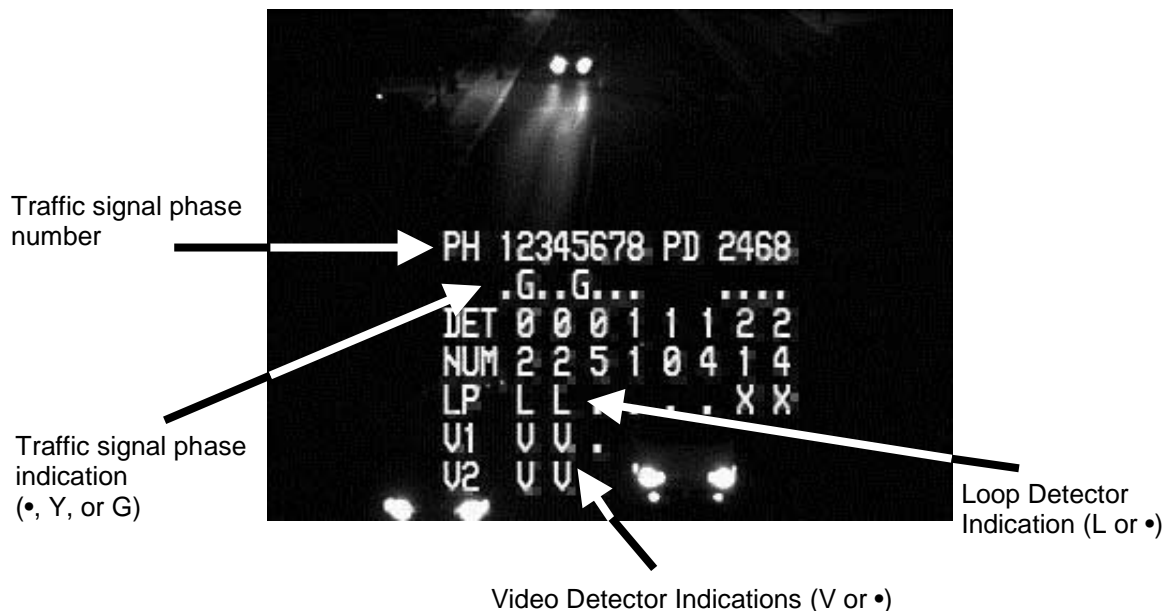 Traffic signal phase
number
PH 12345678 PD 2468
.G..G... ....
DET 0 0 0 1 1 1 2 2
NUM 2 2 5 1 0 4 1 4
LP L L . . . . X X
V1 V V .
V2 V V
Traffic signal phase
indication
(•, Y, or G)
Loop Detector
Indication (L or •)
Video Detector Indications (V or •)